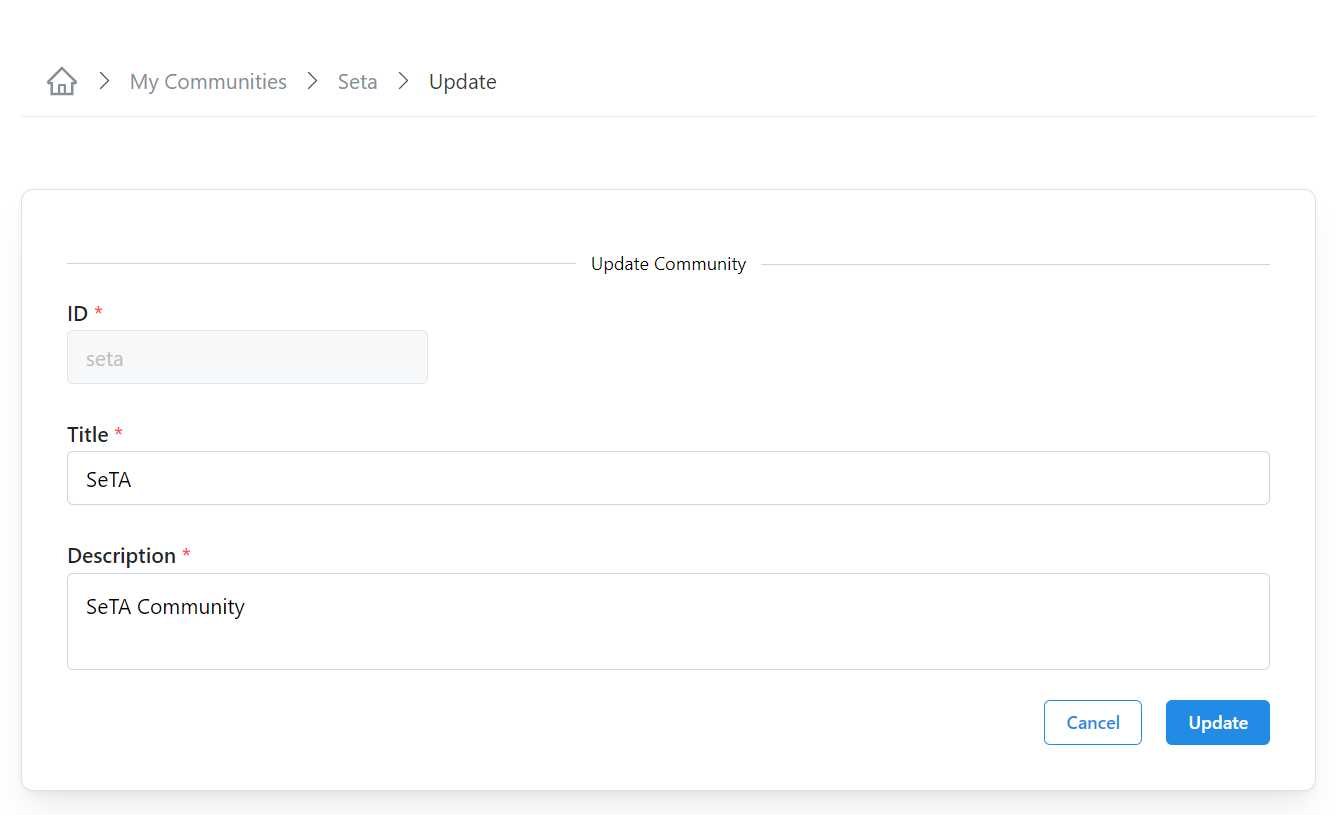 My Communities Seta Update
Update Community
ID *
seta
Title *
SeTA
Description *
SeTA Community
Cancel Update